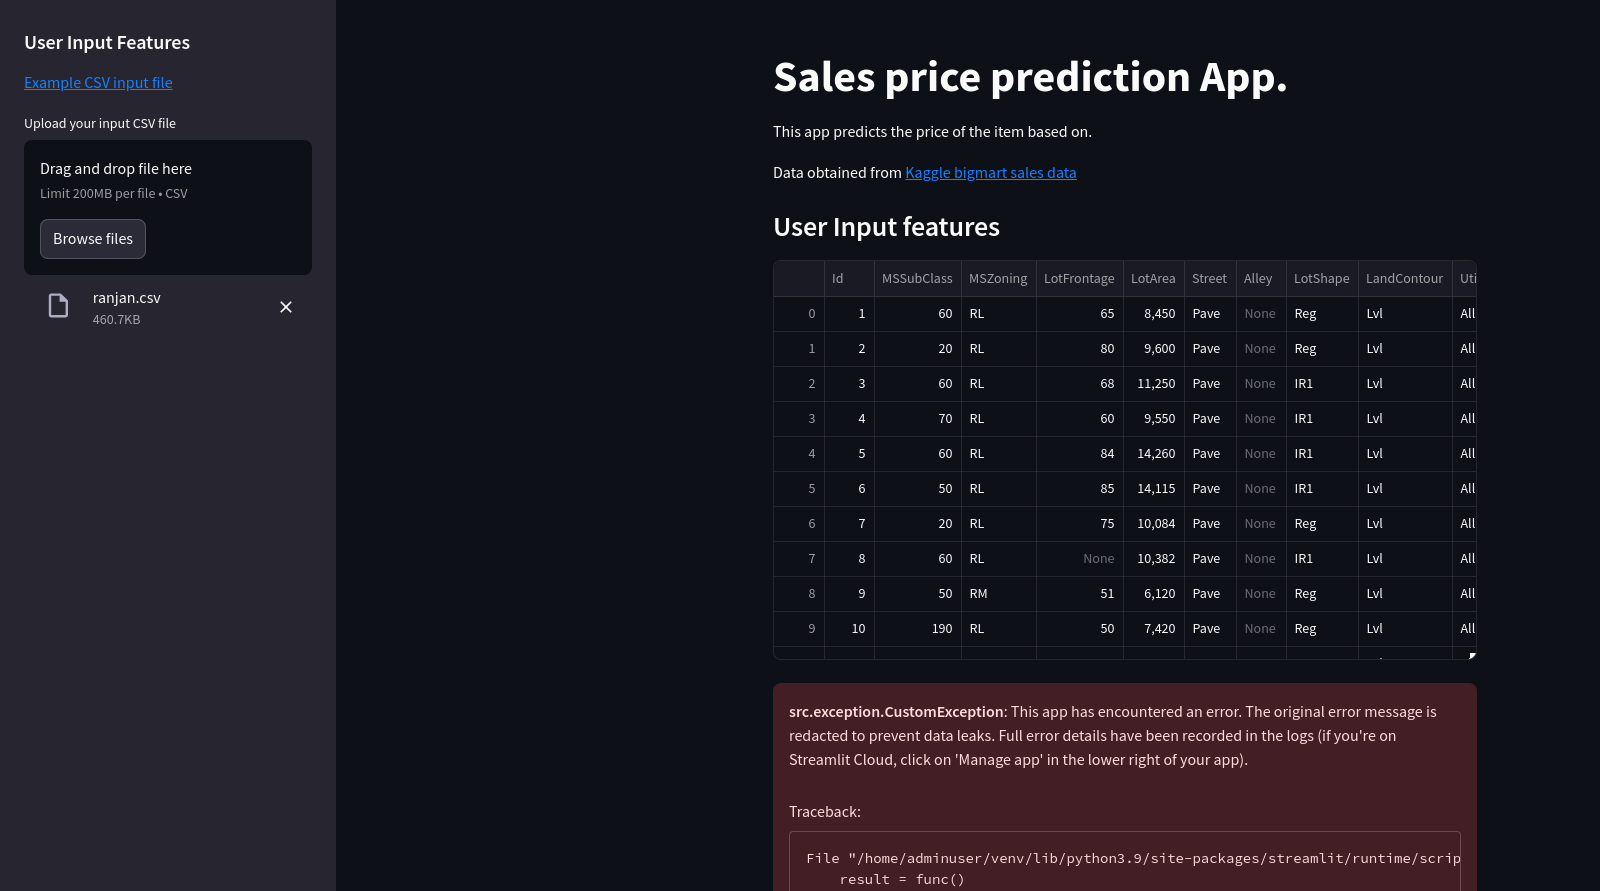 User Input Features
Example CSV input file
Upload your input CSV file
Drag and drop file here
Limit 200MB per file • CSV
Browse files
ranjan.csv
460.7KB
Sales price prediction App.
This app predicts the price of the item based on.
Data obtained from Kaggle bigmart sales data
User Input features
Id MSSubClass MSZoning LotFrontage LotArea Street Alley LotShape LandContour Uti
0 1 60 RL 65 8,450 Pave None Reg Lvl All
1 2 20 RL 80 9,600 Pave None Reg Lvl All
2 3 60 RL 68 11,250 Pave None IR1 Lvl All
3 4 70 RL 60 9,550 Pave None IR1 Lvl All
4 5 60 RL 84 14,260 Pave None IR1 Lvl All
5 6 50 RL 85 14,115 Pave None IR1 Lvl All
6 7 20 RL 75 10,084 Pave None Reg Lvl All
7 8 60 RL None 10,382 Pave None IR1 Lvl All
8 9 50 RM 51 6,120 Pave None Reg Lvl All
9 10 190 RL 50 7,420 Pave None Reg Lvl All
src.exception.CustomException: This app has encountered an error. The original error message is
redacted to prevent data leaks. Full error details have been recorded in the logs (if you're on
Streamlit Cloud, click on 'Manage app' in the lower right of your app).
Traceback:
File "/home/adminuser/venv/lib/python3.9/site-packages/streamlit/runtime/scrip
result = func()